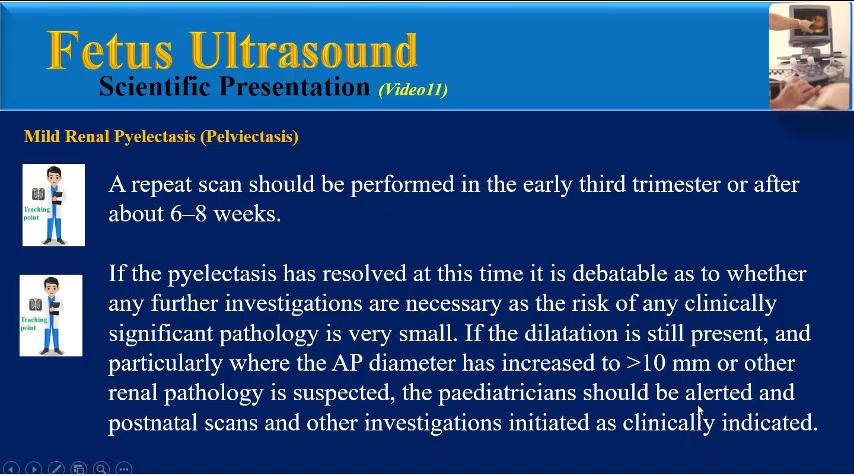 Fetus Ultrasound
Scientific Presentation (Video11)
Mild Renal Pyelectasis (Pelviectasis)
Teaching
point
A repeat scan should be performed in the early third trimester or after
about 6–8 weeks.
Teaching
point
If the pyelectasis has resolved at this time it is debatable as to whether
any further investigations are necessary as the risk of any clinically
significant pathology is very small. If the dilatation is still present, and
particularly where the AP diameter has increased to >10 mm or other
renal pathology is suspected, the paediatricians should be alerted and
postnatal scans and other investigations initiated as clinically indicated.